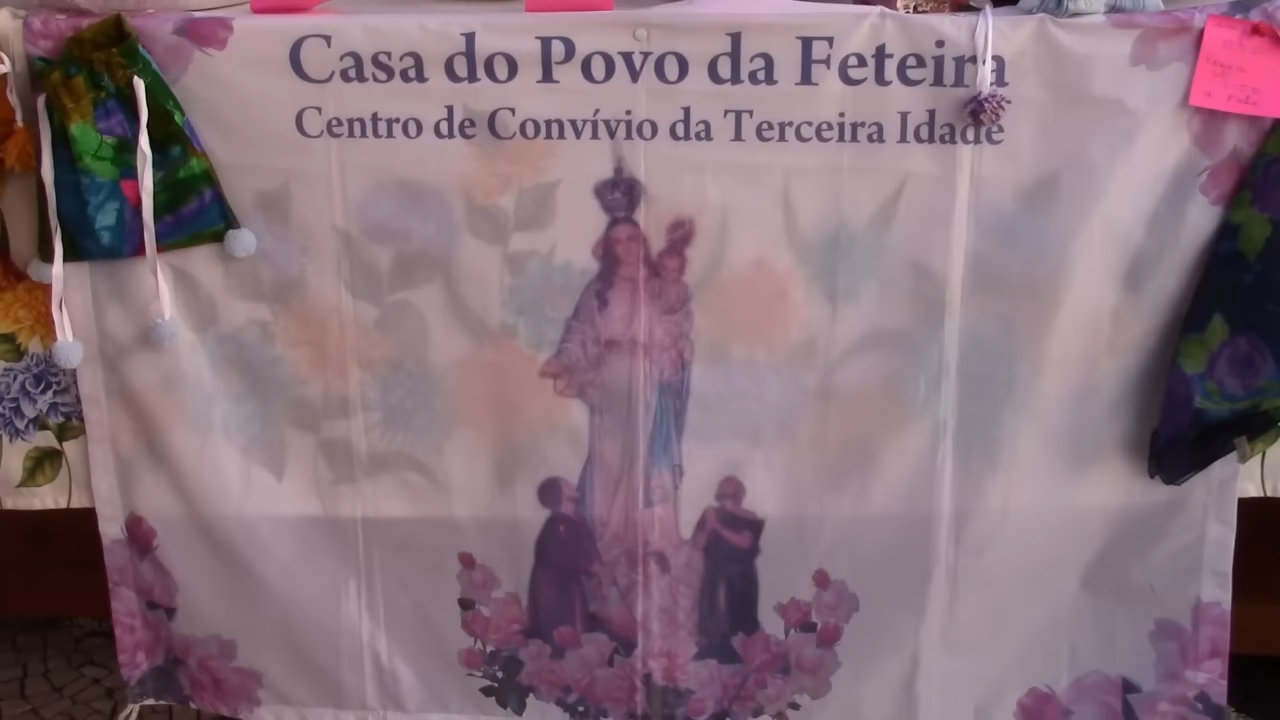 Casa do Povo da Feteira
Centro de Convívio da Terceira Idade